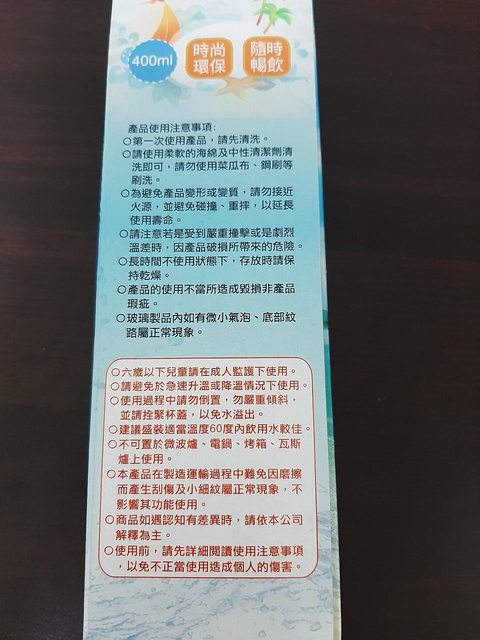 400ml
時尚
環保
隨時
暢飲
產品使用注意事項:
○第一次使用產品，請先清洗。
○請使用柔軟的海綿及中性清潔劑清
洗即可，請勿使用菜瓜布、鋼刷等
刷洗。
○為避免產品變形或變質，請勿接近
火源，並避免碰撞、重摔，以延長
使用壽命。
○請注意若是受到嚴重撞擊或是劇烈
溫差時，因產品破損所帶來的危險。
○長時間不使用狀態下，存放時請保
持乾燥。
○產品的使用不當所造成毀損非產品
瑕疵。
○玻璃製品內如有微小氣泡、底部紋
路屬正常現象。
○六歲以下兒童請在成人監護下使用。
○請避免於急速升溫或降溫情況下使用。
○使用過程中請勿倒置，勿嚴重傾斜，
並請拴緊杯蓋，以免水溢出。
○建議盛裝適當溫度60度內飲用水較佳。
○不可置於微波爐、電鍋、烤箱、瓦斯
爐上使用。
○本產品在製造運輸過程中難免因磨擦
而產生刮傷及小細紋屬正常現象，不
影響其功能使用。
○商品如遇認知有差異時，請依本公司
解釋為主。
○使用前，請先詳細閱讀使用注意事項
，以免不正當使用造成個人的傷害。